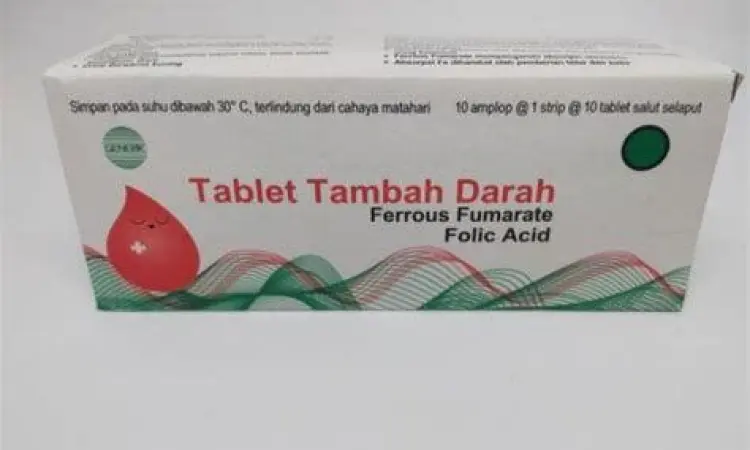 Simpan pada suhu dibawah 30° C, terlindung dari cahaya matahari
10 amplop @ 1 strip @ 10 tablet salut selaput
GENERIK
Tablet Tambah Darah
Ferrous Fumarate
Folic Acid